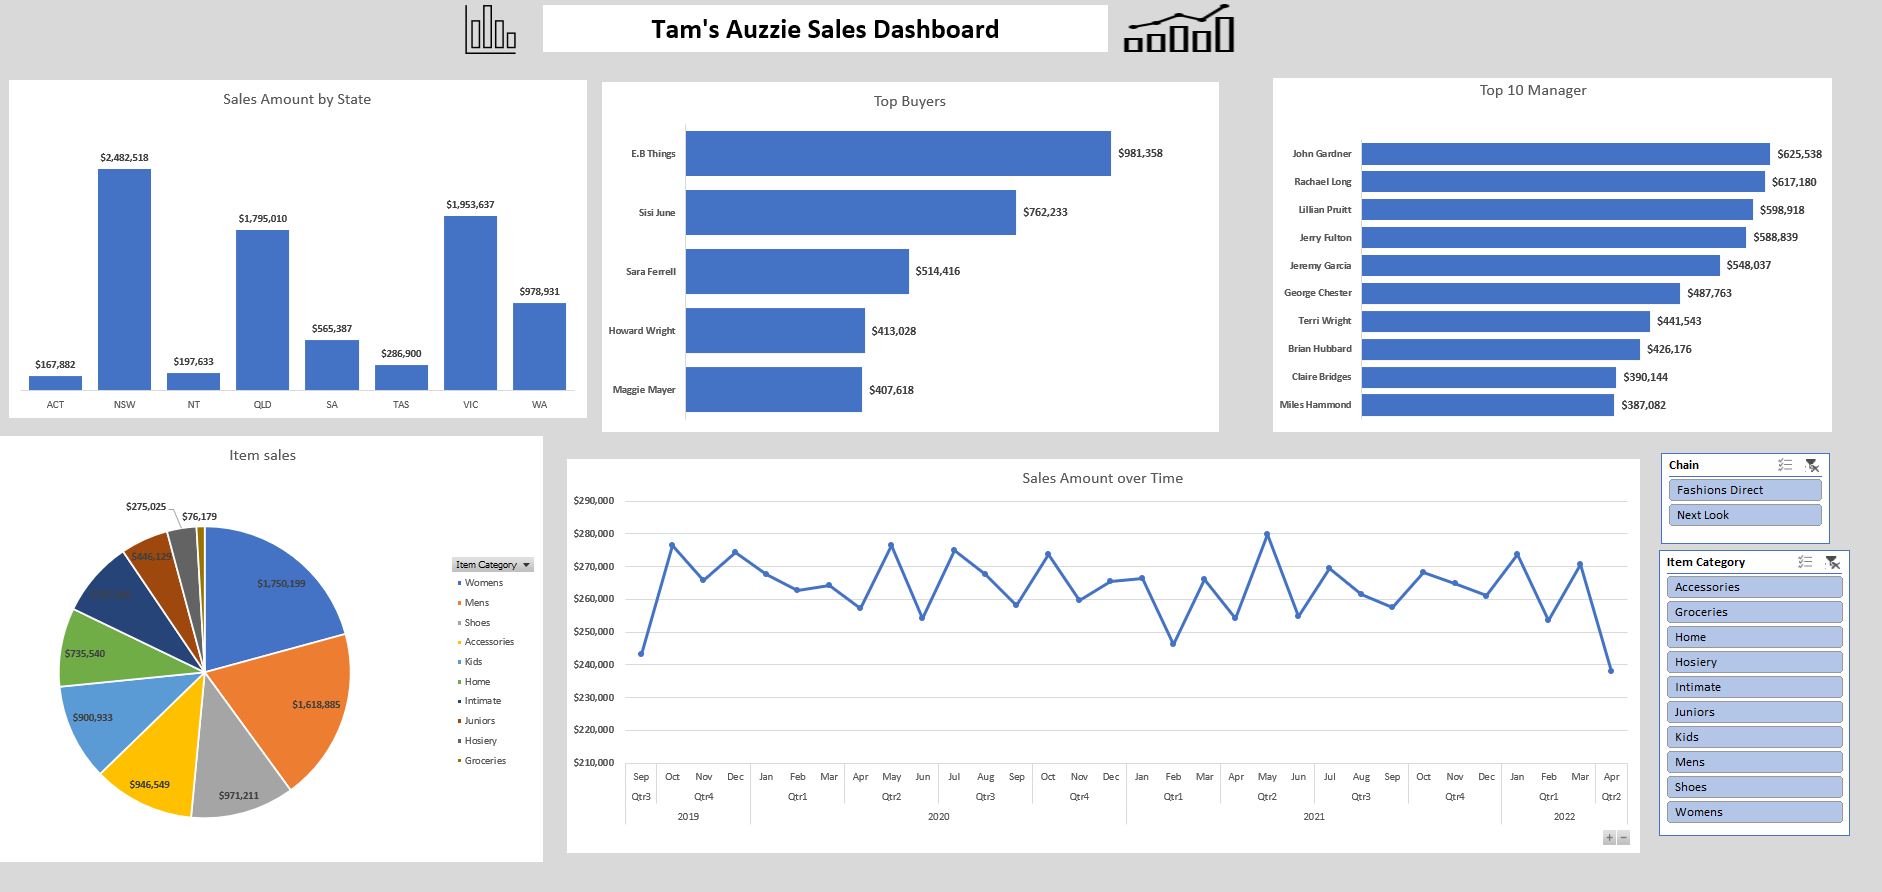 Tam's Auzzie Sales Dashboard
Sales Amount by State
$2,482,518
$1,953,637
$1,795,010
$978,931
$565,387
$286,900
$197,633
$167,882
ACT NSW NT QLD SA TAS VIC WA
Top Buyers
E.B Things $981,358
Sisi June $762,233
Sara Ferrell $514,416
Howard Wright $413,028
Maggie Mayer $407,618
Top 10 Manager
John Gardner $625,538
Rachael Long $617,180
Lillian Pruitt $598,918
Jerry Fulton $588,839
Jeremy Garcia $548,037
George Chester $487,763
Terri Wright $441,543
Brian Hubbard $426,176
Claire Bridges $390,144
Miles Hammond $387,082
Item sales
$275,025
$76,179
$446,129
$1,750,199
$735,540
$1,618,885
$900,933
$946,549
$971,211
Item Category
Womens
Mens
Shoes
Accessories
Kids
Home
Intimate
Juniors
Hosiery
Groceries
Sales Amount over Time
$290,000
$280,000
$270,000
$260,000
$250,000
$240,000
$230,000
$220,000
$210,000
Sep Oct Nov Dec Jan Feb Mar Apr May Jun Jul Aug Sep Oct Nov Dec Jan Feb Mar Apr May Jun Jul Aug Sep Oct Nov Dec Jan Feb Mar Apr
Qtr3 Qtr4 Qtr1 Qtr2 Qtr3 Qtr4 Qtr1 Qtr2 Qtr3 Qtr4 Qtr1 Qtr2
2019 2020 2021 2022
Chain
Fashions Direct
Next Look
Item Category
Accessories
Groceries
Home
Hosiery
Intimate
Juniors
Kids
Mens
Shoes
Womens